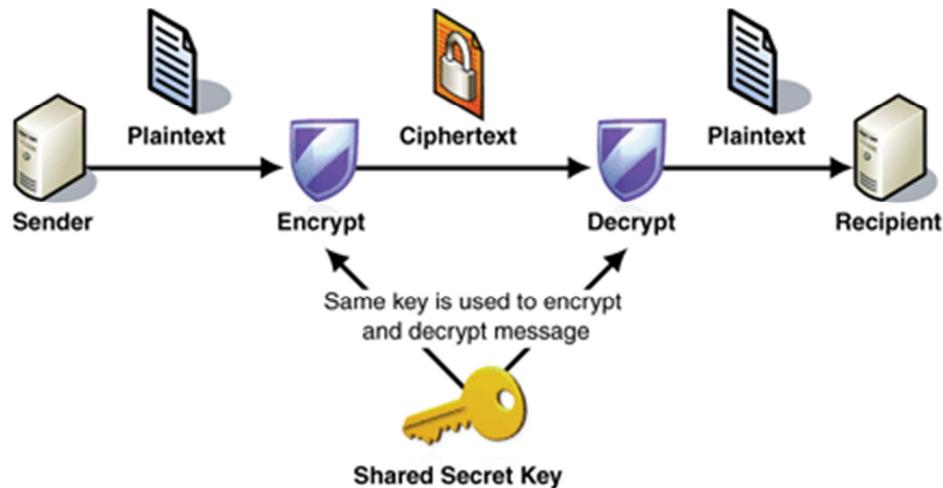 Plaintext
Ciphertext
Plaintext
Sender
Encrypt
Decrypt
Recipient
Same key is used to encrypt
and decrypt message
Shared Secret Key